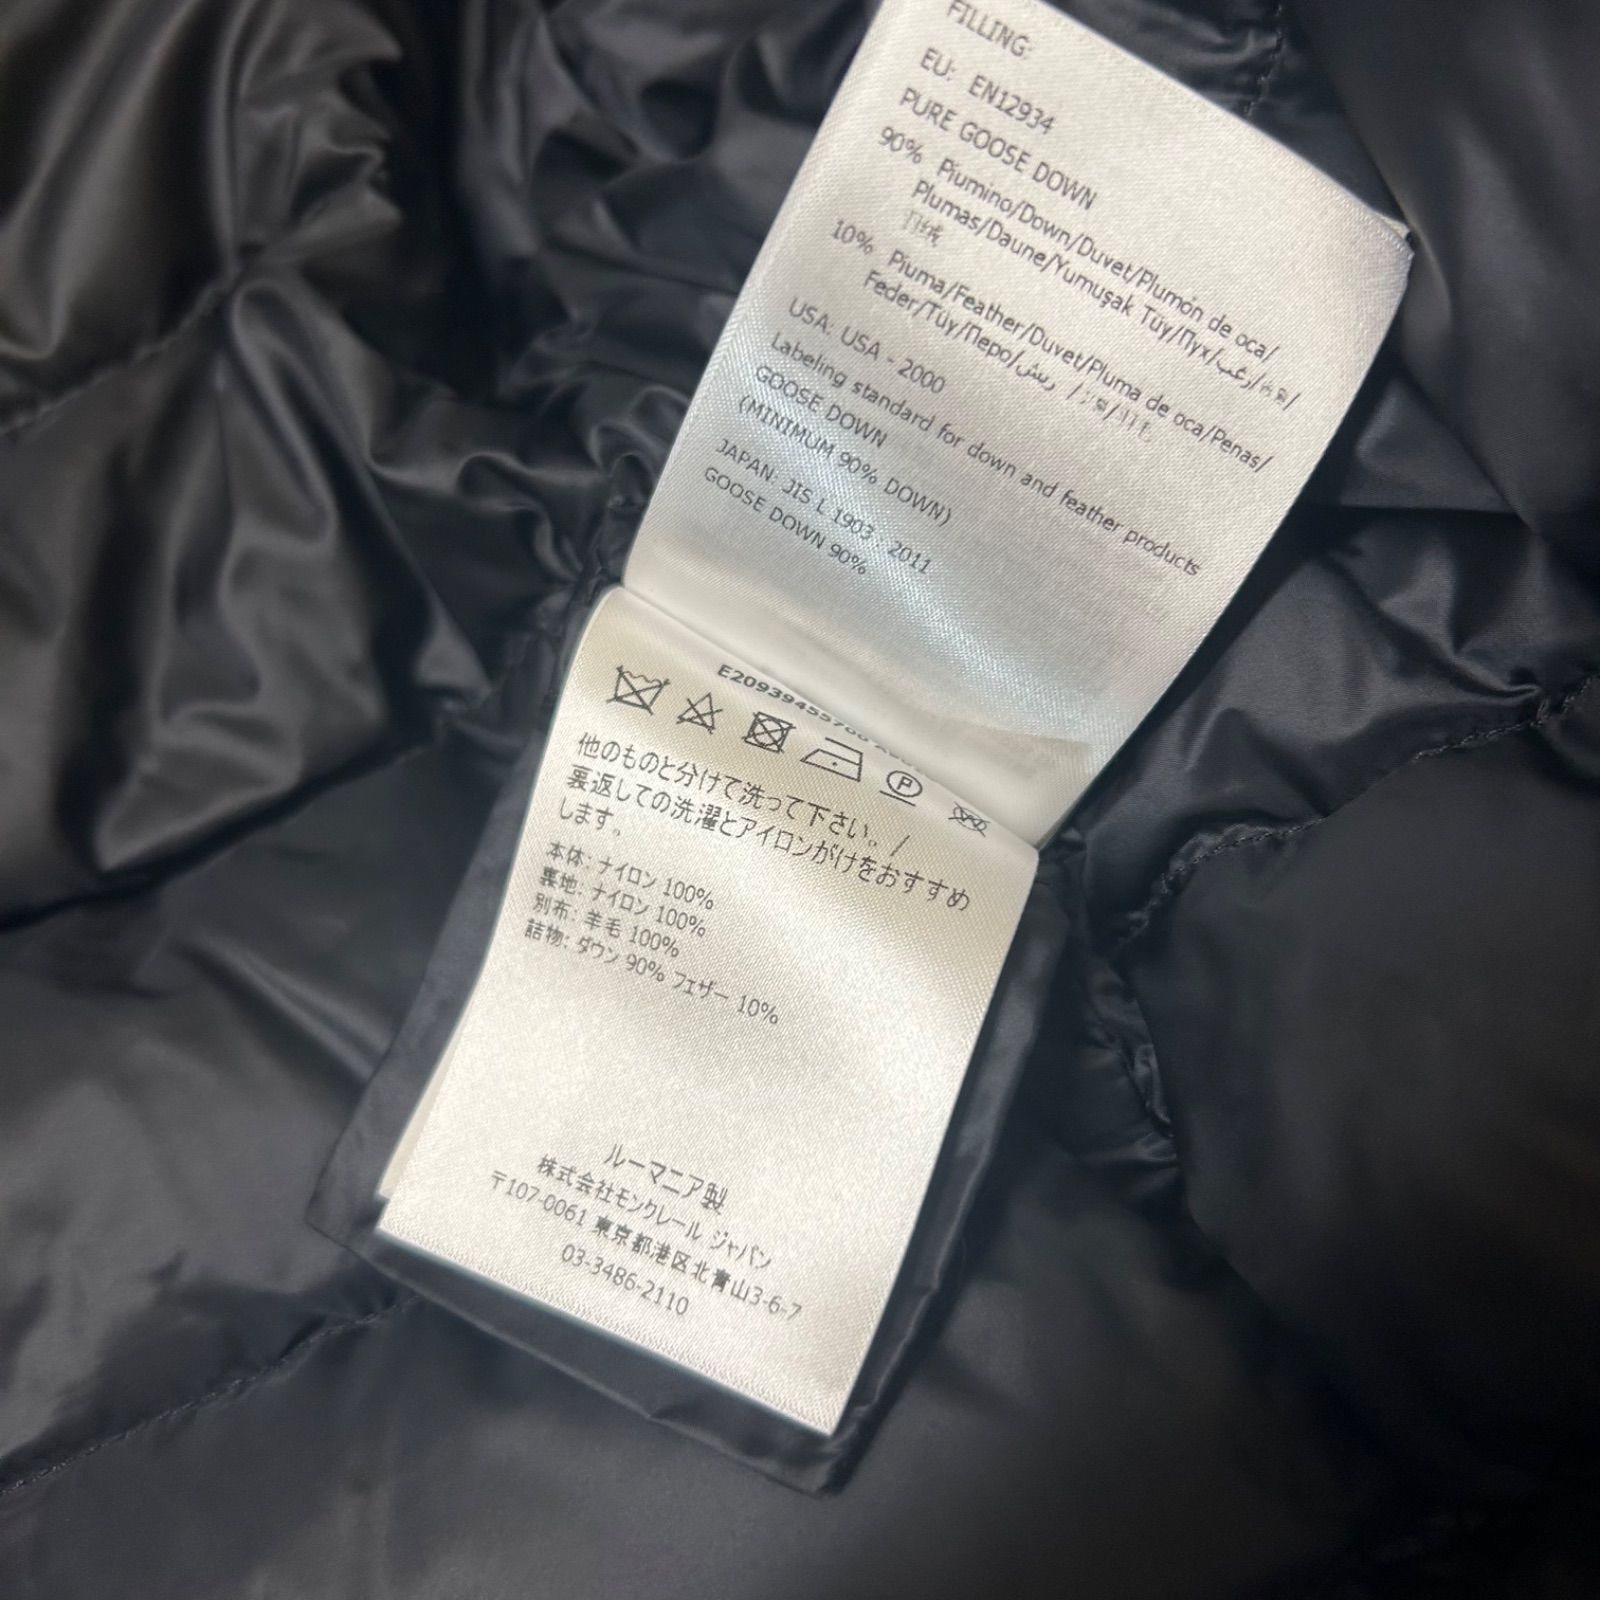 FILLING:
EU: EN12934
PURE GOOSE DOWN
90% Piumino/Down/Duvet/Plumón de oca/
Plumas/Daune/Yumuşak Tüy/Пух/زغب/
10% Piuma/Feather/Duvet/Pluma de oca/Penas/
Feder/Tüy/Перо/ريش/
USA: USA - 2000
Labeling standard for down and feather products
GOOSE DOWN
(MINIMUM 90% DOWN)
JAPAN: JIS L 1903 - 2011
GOOSE DOWN 90%
他のものと分けて洗って下さい。/
裏返しての洗濯とアイロンがけをおすすめ
します。
本体: ナイロン 100%
裏地: ナイロン 100%
別布: 羊毛 100%
詰物: ダウン 90% フェザー 10%
ルーマニア製
株式会社モンクレール ジャパン
〒107-0061 東京都港区北青山3-6-7
03-3486-2110